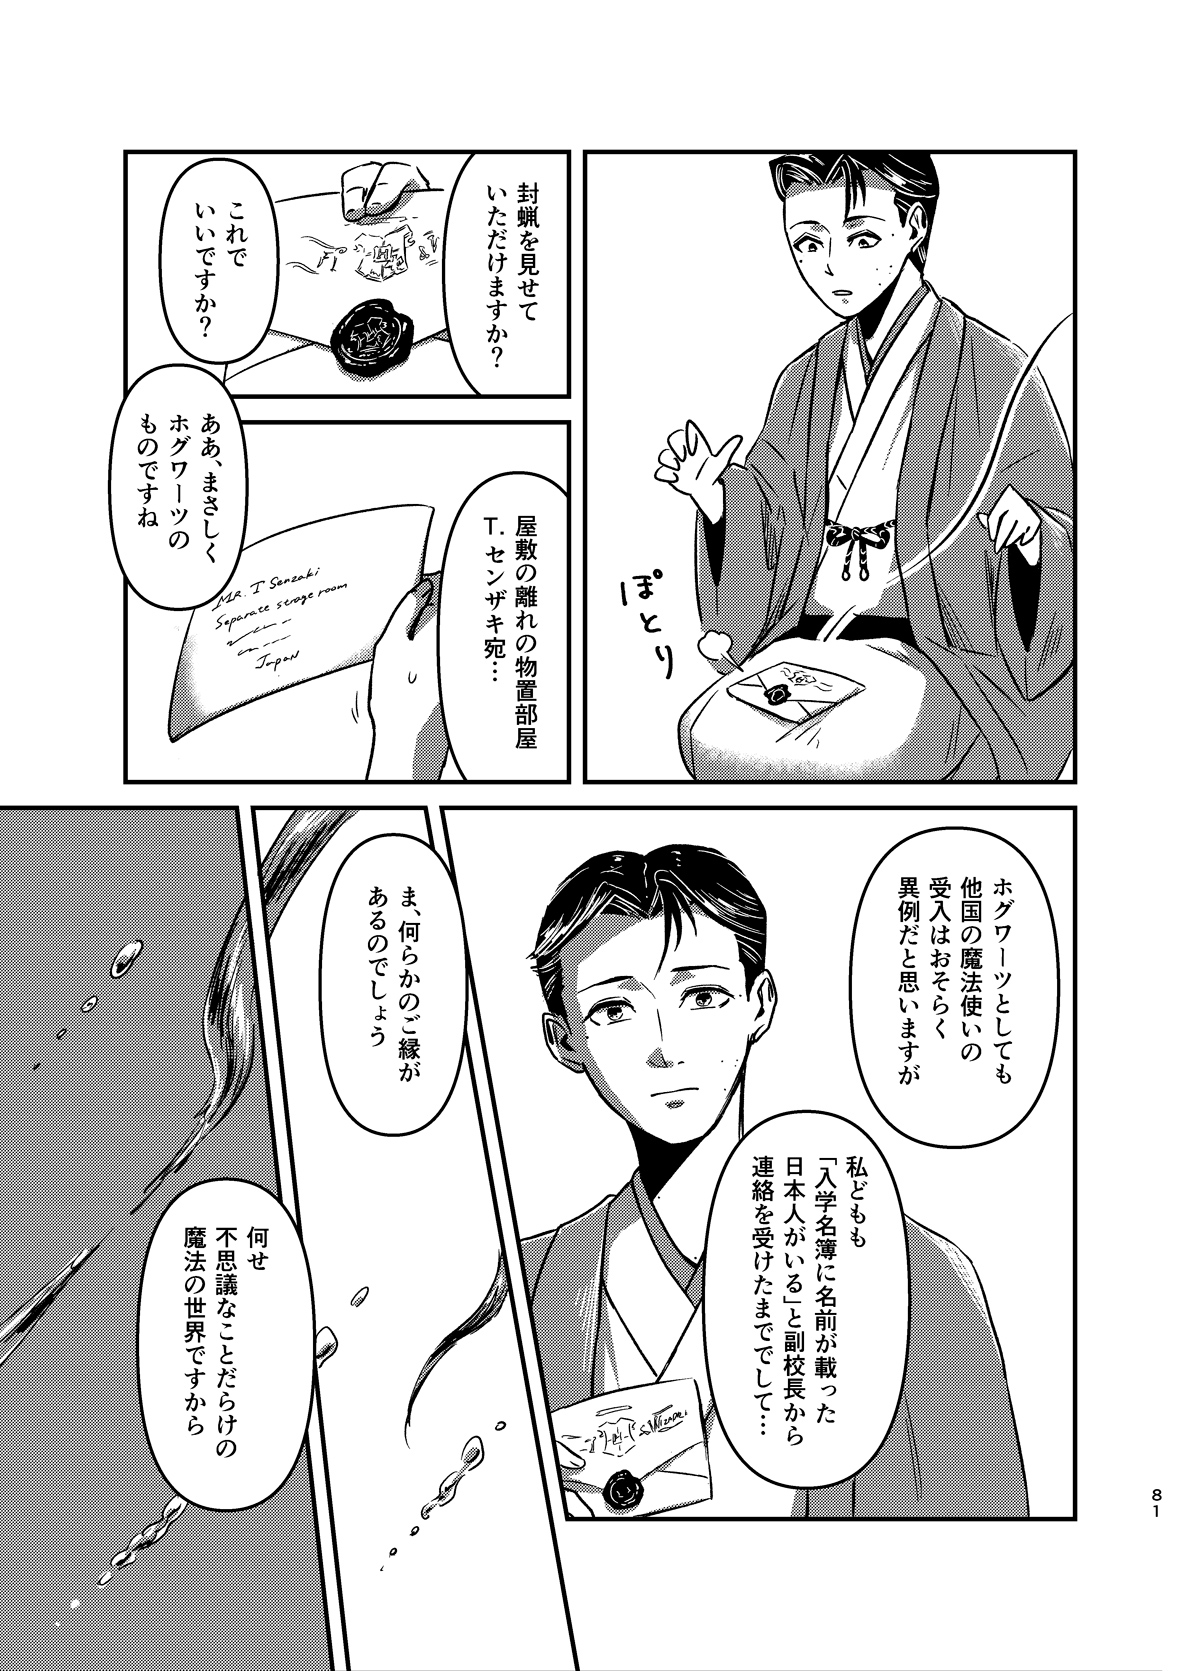 ぽとり
封蝋を見せて
いただけますか？
これで
いいですか？
屋敷の離れの物置部屋
T.センザキ宛…
ああ、まさしく
ホグワーツの
ものですね
MR. T Senzaki
Separate strage room
Japan
ホグワーツとしても
他国の魔法使いの
受入はおそらく
異例だと思いますが
私どもも
「入学名簿に名前が載った
日本人がいる」と副校長から
連絡を受けたまででして…
ま、何らかのご縁が
あるのでしょう
何せ
不思議なことだらけの
魔法の世界ですから
81